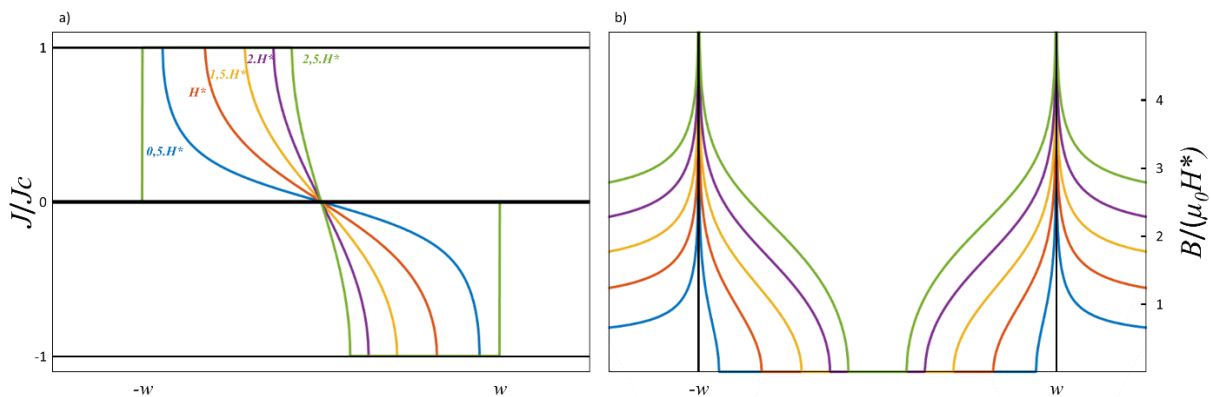 a)
J/Jc
1
0
-1
0,5.H*
H*
1,5.H*
2.H*
2,5.H*
-w
w
b)
4
3
2
1
B/(μ₀H*)
-w
w